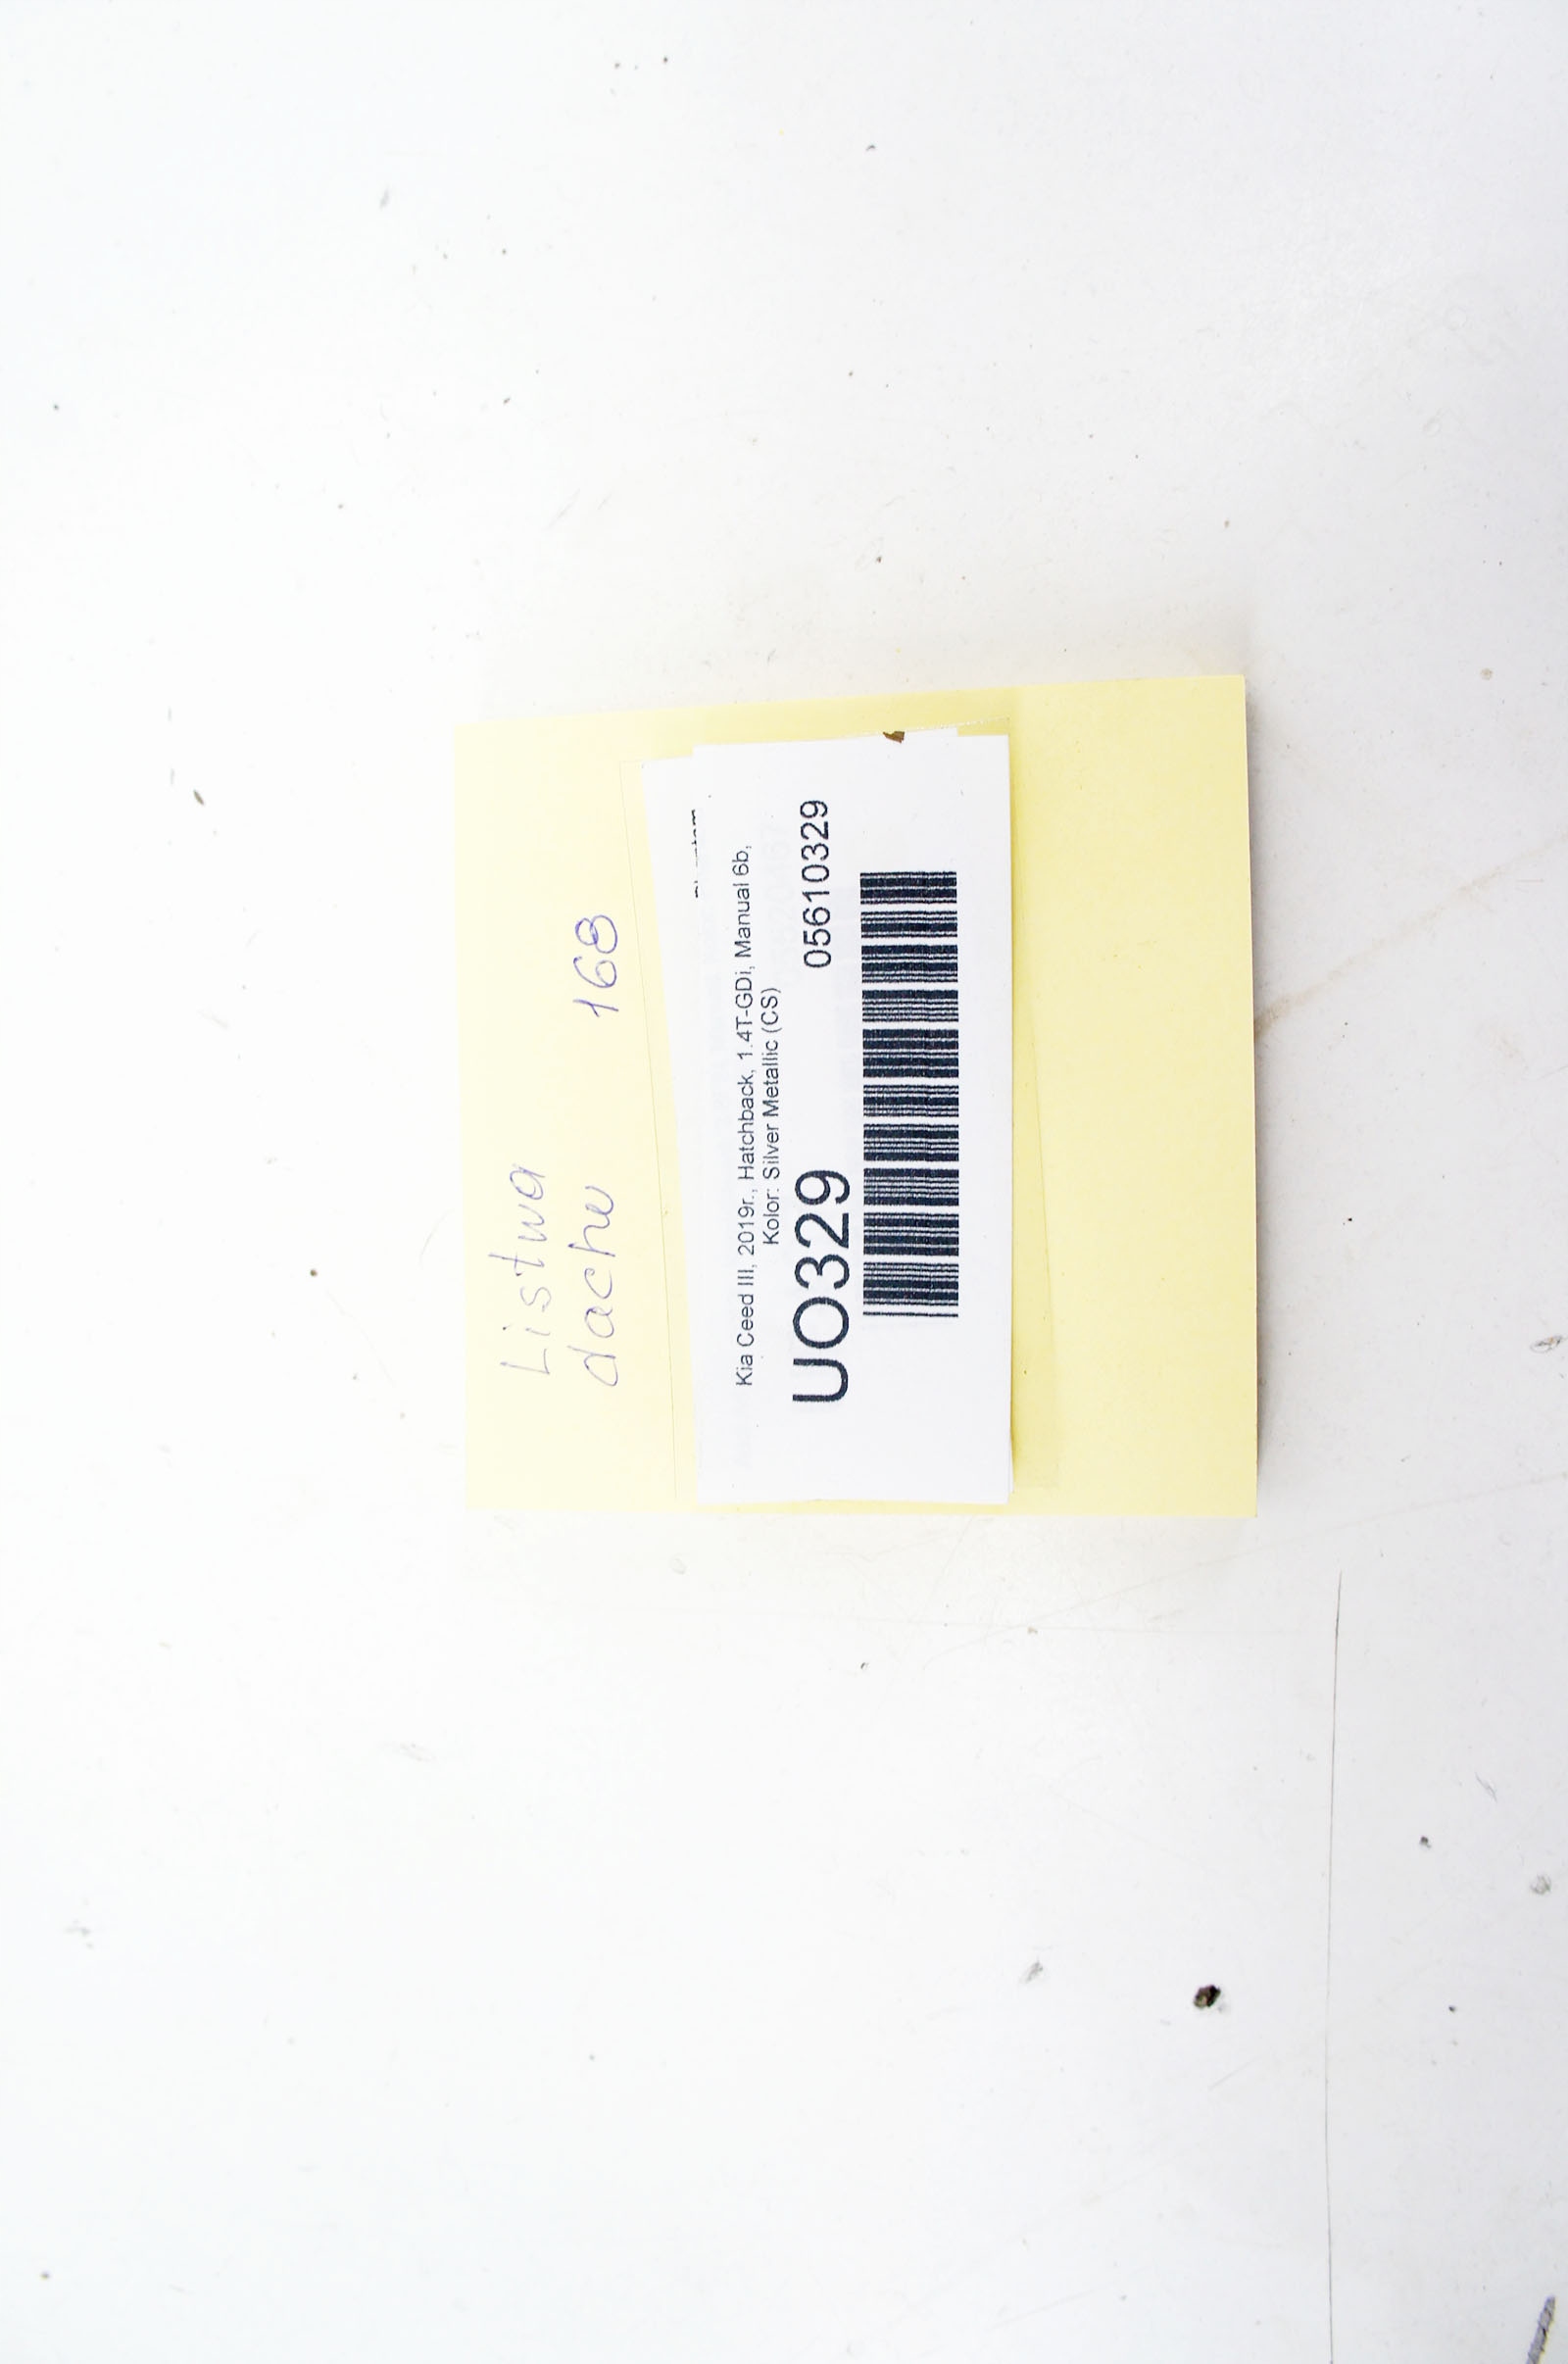 Listwa
dachu 168
Kia Ceed III, 2019r., Hatchback, 1.4T-GDi, Manual 6b,
Kolor: Silver Metallic (CS)
UO329 05610329